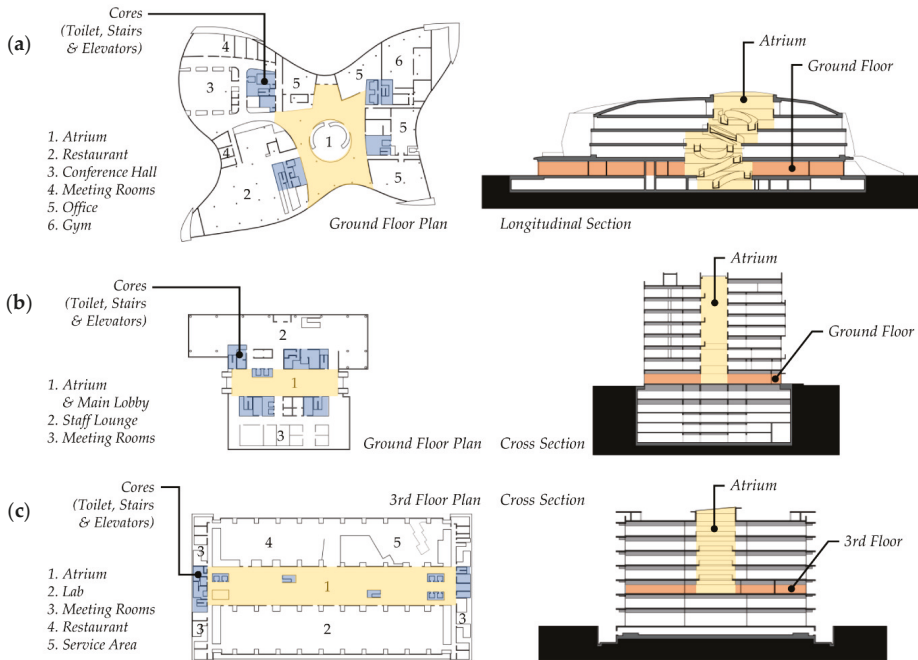 Cores
(Toilet, Stairs
& Elevators)
(a)
4
3
5
5
6
5
1
4
2
5
1. Atrium
2. Restaurant
3. Conference Hall
4. Meeting Rooms
5. Office
6. Gym
Ground Floor Plan
Atrium
Ground Floor
Longitudinal Section
Cores
(Toilet, Stairs
& Elevators)
(b)
2
1
3
1. Atrium
& Main Lobby
2. Staff Lounge
3. Meeting Rooms
Ground Floor Plan
Atrium
Ground Floor
Cross Section
Cores
(Toilet, Stairs
& Elevators)
(c)
3rd Floor Plan
Cross Section
4
5
3
1
3
2
3
1. Atrium
2. Lab
3. Meeting Rooms
4. Restaurant
5. Service Area
Atrium
3rd Floor